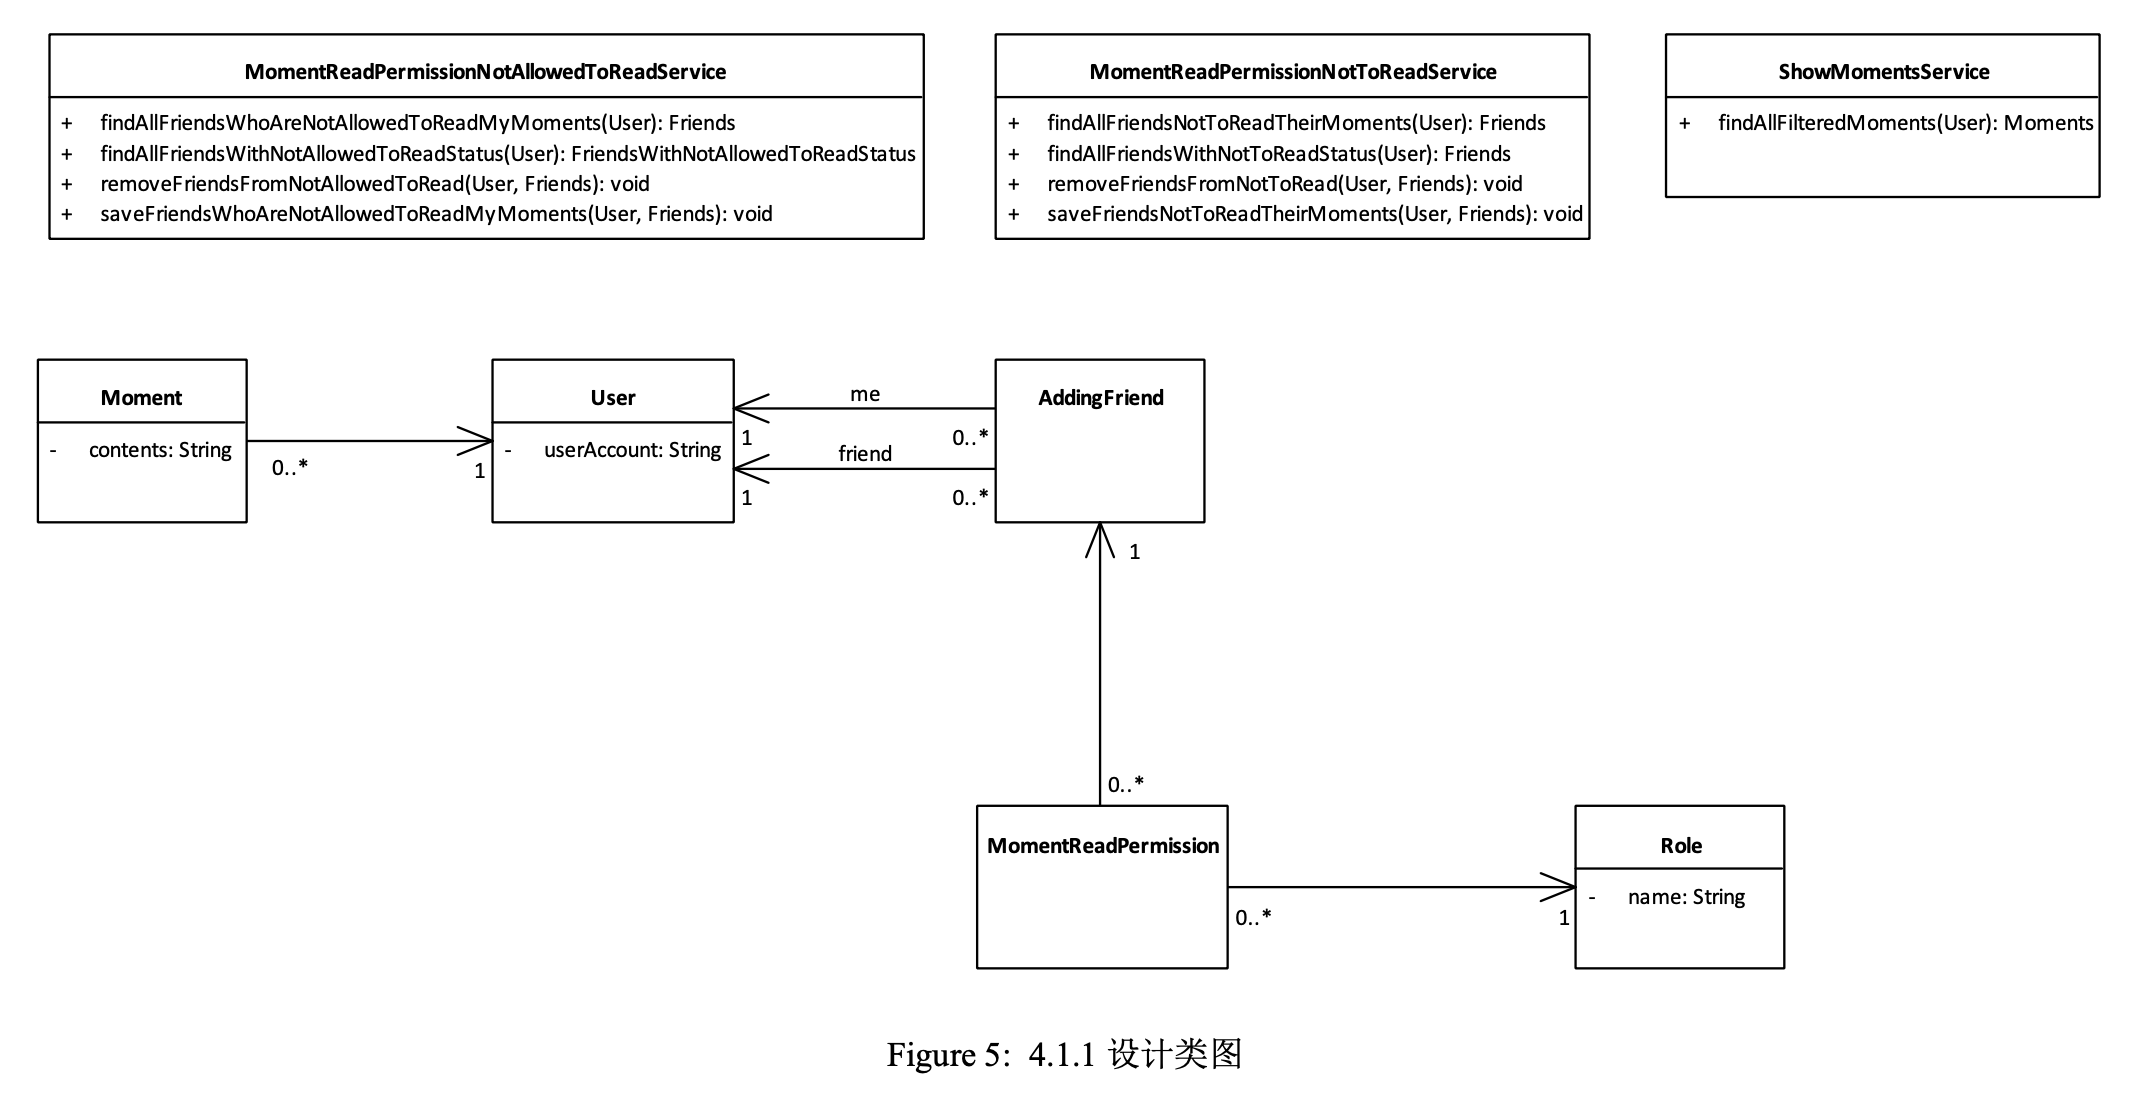 MomentReadPermissionNotAllowedToReadService
+ findAllFriendsWhoAreNotAllowedToReadMyMoments(User): Friends
+ findAllFriendsWithNotAllowedToReadStatus(User): FriendsWithNotAllowedToReadStatus
+ removeFriendsFromNotAllowedToRead(User, Friends): void
+ saveFriendsWhoAreNotAllowedToReadMyMoments(User, Friends): void
MomentReadPermissionNotToReadService
+ findAllFriendsNotToReadTheirMoments(User): Friends
+ findAllFriendsWithNotToReadStatus(User): Friends
+ removeFriendsFromNotToRead(User, Friends): void
+ saveFriendsNotToReadTheirMoments(User, Friends): void
ShowMomentsService
+ findAllFilteredMoments(User): Moments
Moment
- contents: String
0..*
1
User
- userAccount: String
me
1
0..*
friend
1
0..*
AddingFriend
1
0..*
MomentReadPermission
0..*
1
Role
- name: String
Figure 5: 4.1.1 设计类图